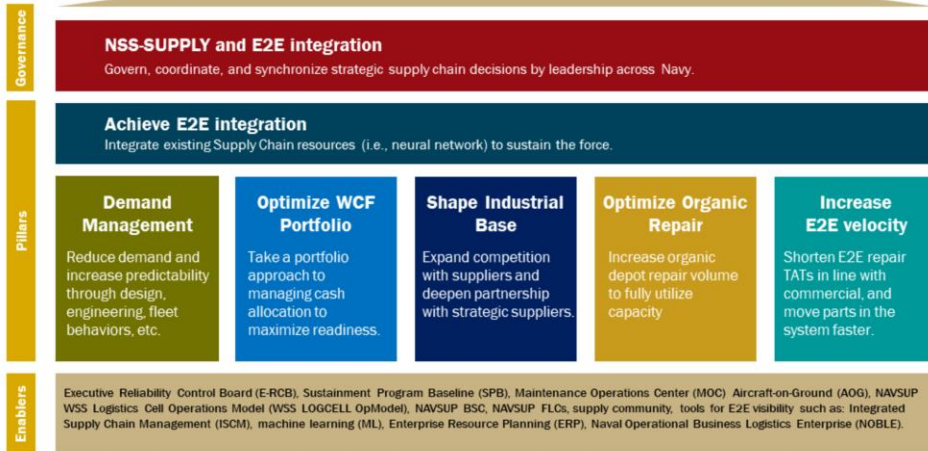 Governance
NSS-SUPPLY and E2E integration
Govern, coordinate, and synchronize strategic supply chain decisions by leadership across Navy.
Pillars
Achieve E2E integration
Integrate existing Supply Chain resources (i.e., neural network) to sustain the force.
Demand
Management
Reduce demand and
increase predictability
through design,
engineering, fleet
behaviors, etc.
Optimize WCF
Portfolio
Take a portfolio
approach to
managing cash
allocation to
maximize readiness.
Shape Industrial
Base
Expand competition
with suppliers and
deepen partnership
with strategic suppliers.
Optimize Organic
Repair
Increase organic
depot repair volume
to fully utilize
capacity
Increase
E2E velocity
Shorten E2E repair
TATs in line with
commercial, and
move parts in the
system faster.
Enablers
Executive Reliability Control Board (E-RCB), Sustainment Program Baseline (SPB), Maintenance Operations Center (MOC) Aircraft-on-Ground (AOG), NAVSUP
WSS Logistics Cell Operations Model (WSS LOGCELL OpModel), NAVSUP BSC, NAVSUP FLCs, supply community, tools for E2E visibility such as: Integrated
Supply Chain Management (ISCM), machine learning (ML), Enterprise Resource Planning (ERP), Naval Operational Business Logistics Enterprise (NOBLE).